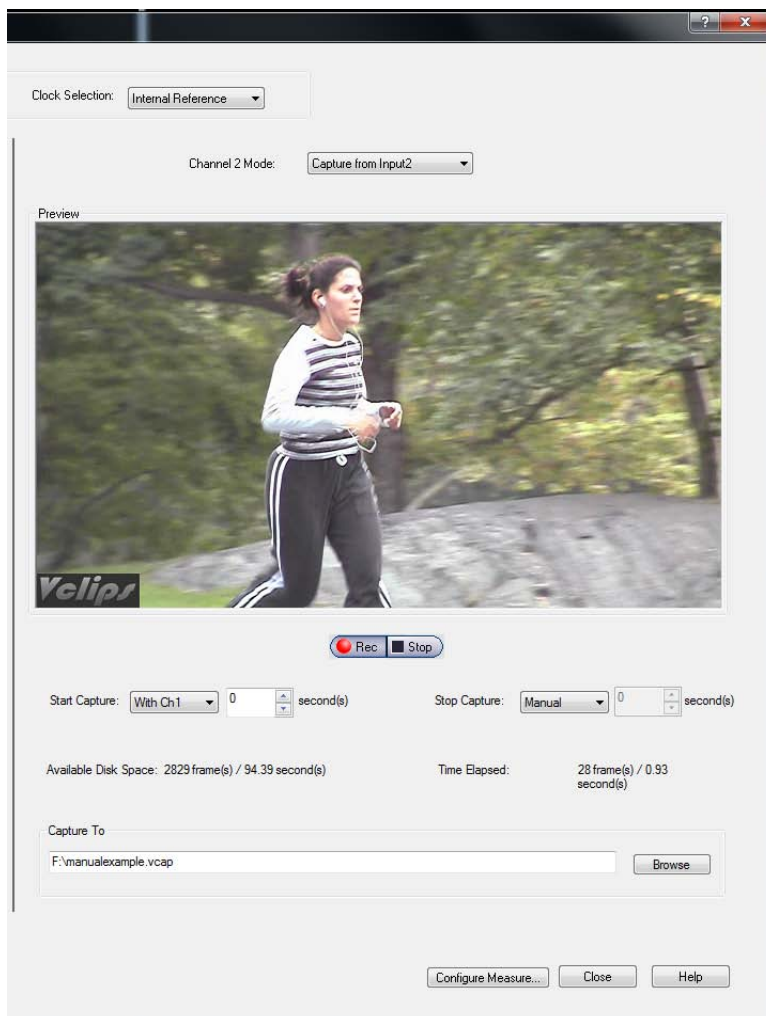 ? X
Clock Selection: Internal Reference
Channel 2 Mode: Capture from Input2
Preview
Vclips
Rec Stop
Start Capture: With Ch1 0 second(s) Stop Capture: Manual 0 second(s)
Available Disk Space: 2829 frame(s) / 94.39 second(s) Time Elapsed: 28 frame(s) / 0.93
second(s)
Capture To
F:\manualexample.vcap Browse
Configure Measure... Close Help